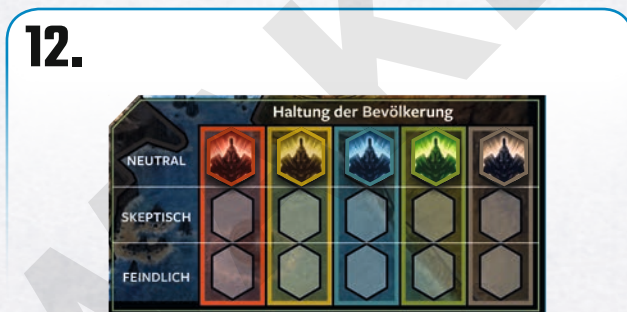 12.
Haltung der Bevölkerung
NEUTRAL
SKEPTISCH
FEINDLICH